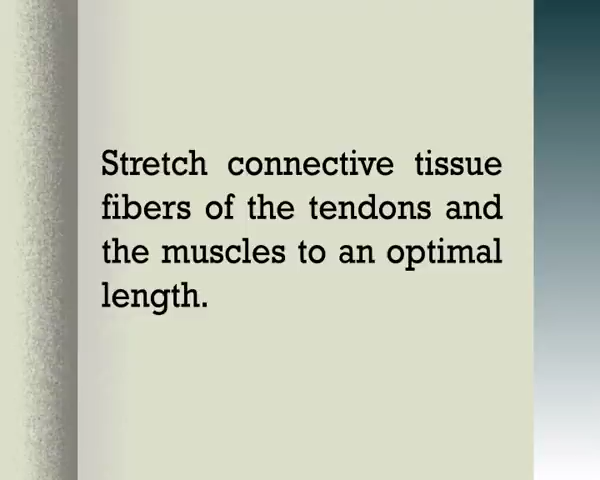 Stretch connective tissue
fibers of the tendons and
the muscles to an optimal
length.